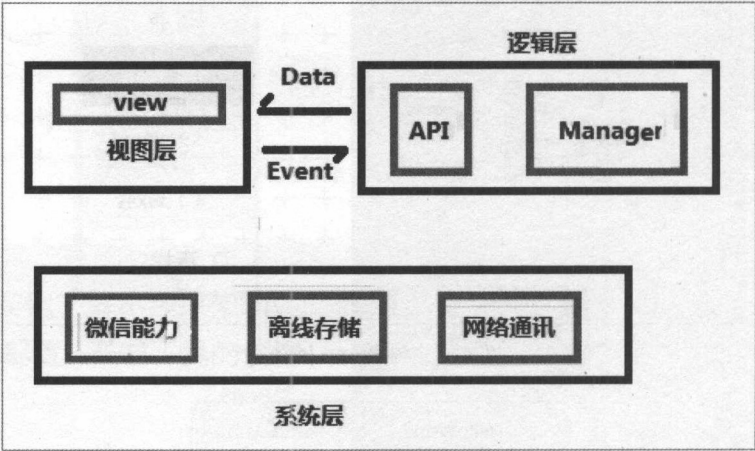 逻辑层
Data
view
视图层
API
Manager
Event
微信能力
离线存储
网络通讯
系统层